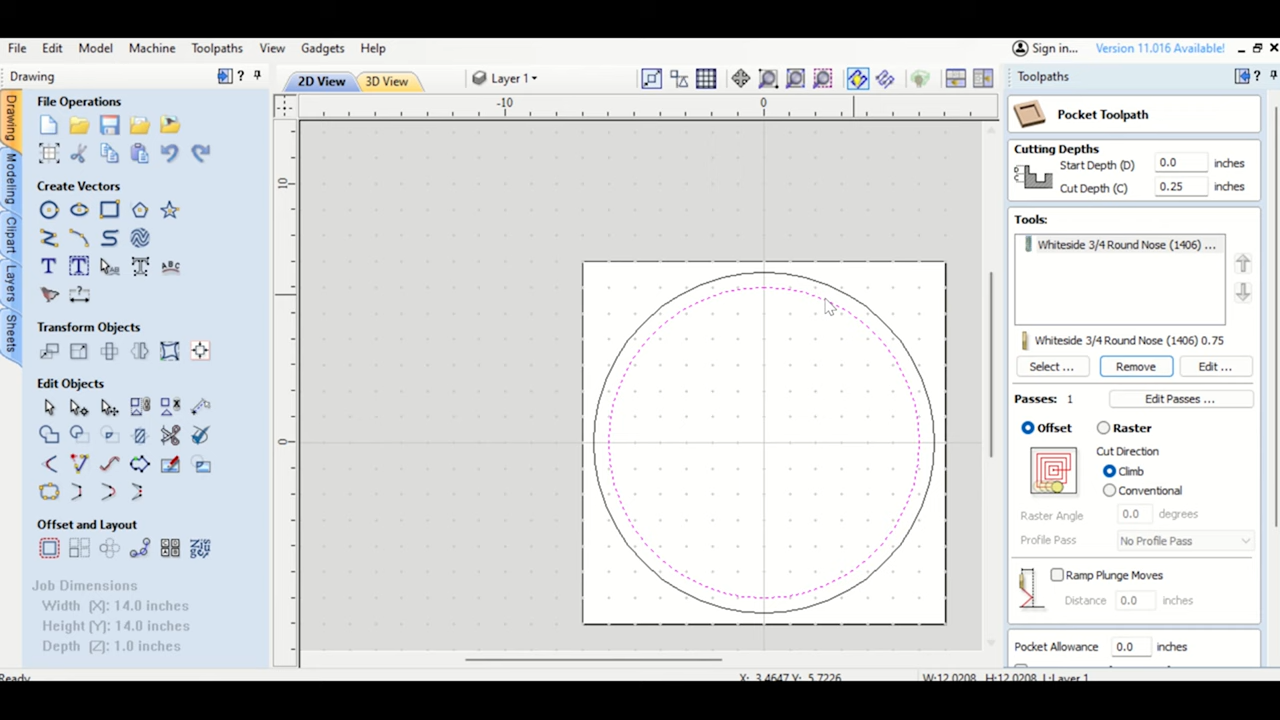 File Edit Model Machine Toolpaths View Gadgets Help
Sign in... Version 11.016 Available!
Drawing
2D View 3D View Layer 1
Toolpaths
Drawing
Modeling
Clipart
Layers
Sheets
File Operations
Create Vectors
Transform Objects
Edit Objects
Offset and Layout
Job Dimensions
Width [X]: 14.0 inches
Height [Y]: 14.0 inches
Depth [Z]: 1.0 inches
-10 0
10
0
Pocket Toolpath
Cutting Depths
Start Depth (D) 0.0 inches
Cut Depth (C) 0.25 inches
Tools:
Whiteside 3/4 Round Nose (1406) ...
Whiteside 3/4 Round Nose (1406) 0.75
Select ... Remove Edit ...
Passes: 1 Edit Passes ...
Offset Raster
Cut Direction
Climb
Conventional
Raster Angle 0.0 degrees
Profile Pass No Profile Pass
Ramp Plunge Moves
Distance 0.0 inches
Pocket Allowance 0.0 inches
Ready X: 3.4647 Y: 5.7226 W:12.0208 H:12.0208 L:Layer 1